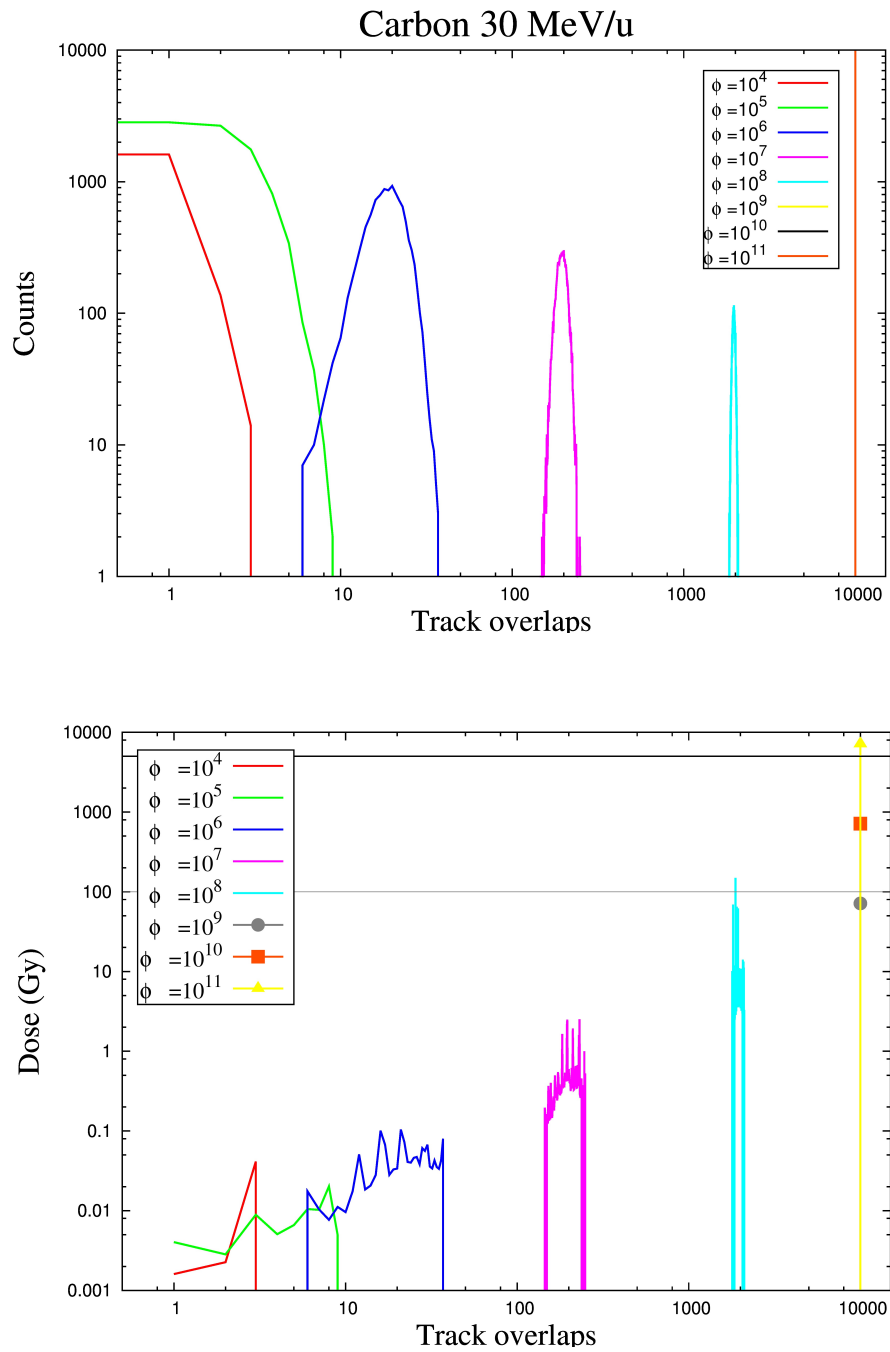 Carbon 30 MeV/u
10000
1000
100
10
1
Counts
ϕ =10^4
ϕ =10^5
ϕ =10^6
ϕ =10^7
ϕ =10^8
ϕ =10^9
ϕ =10^10
ϕ =10^11
1 10 100 1000 10000
Track overlaps
10000
1000
100
10
1
0.1
0.01
0.001
Dose (Gy)
ϕ =10^4
ϕ =10^5
ϕ =10^6
ϕ =10^7
ϕ =10^8
ϕ =10^9
ϕ =10^10
ϕ =10^11
1 10 100 1000 10000
Track overlaps